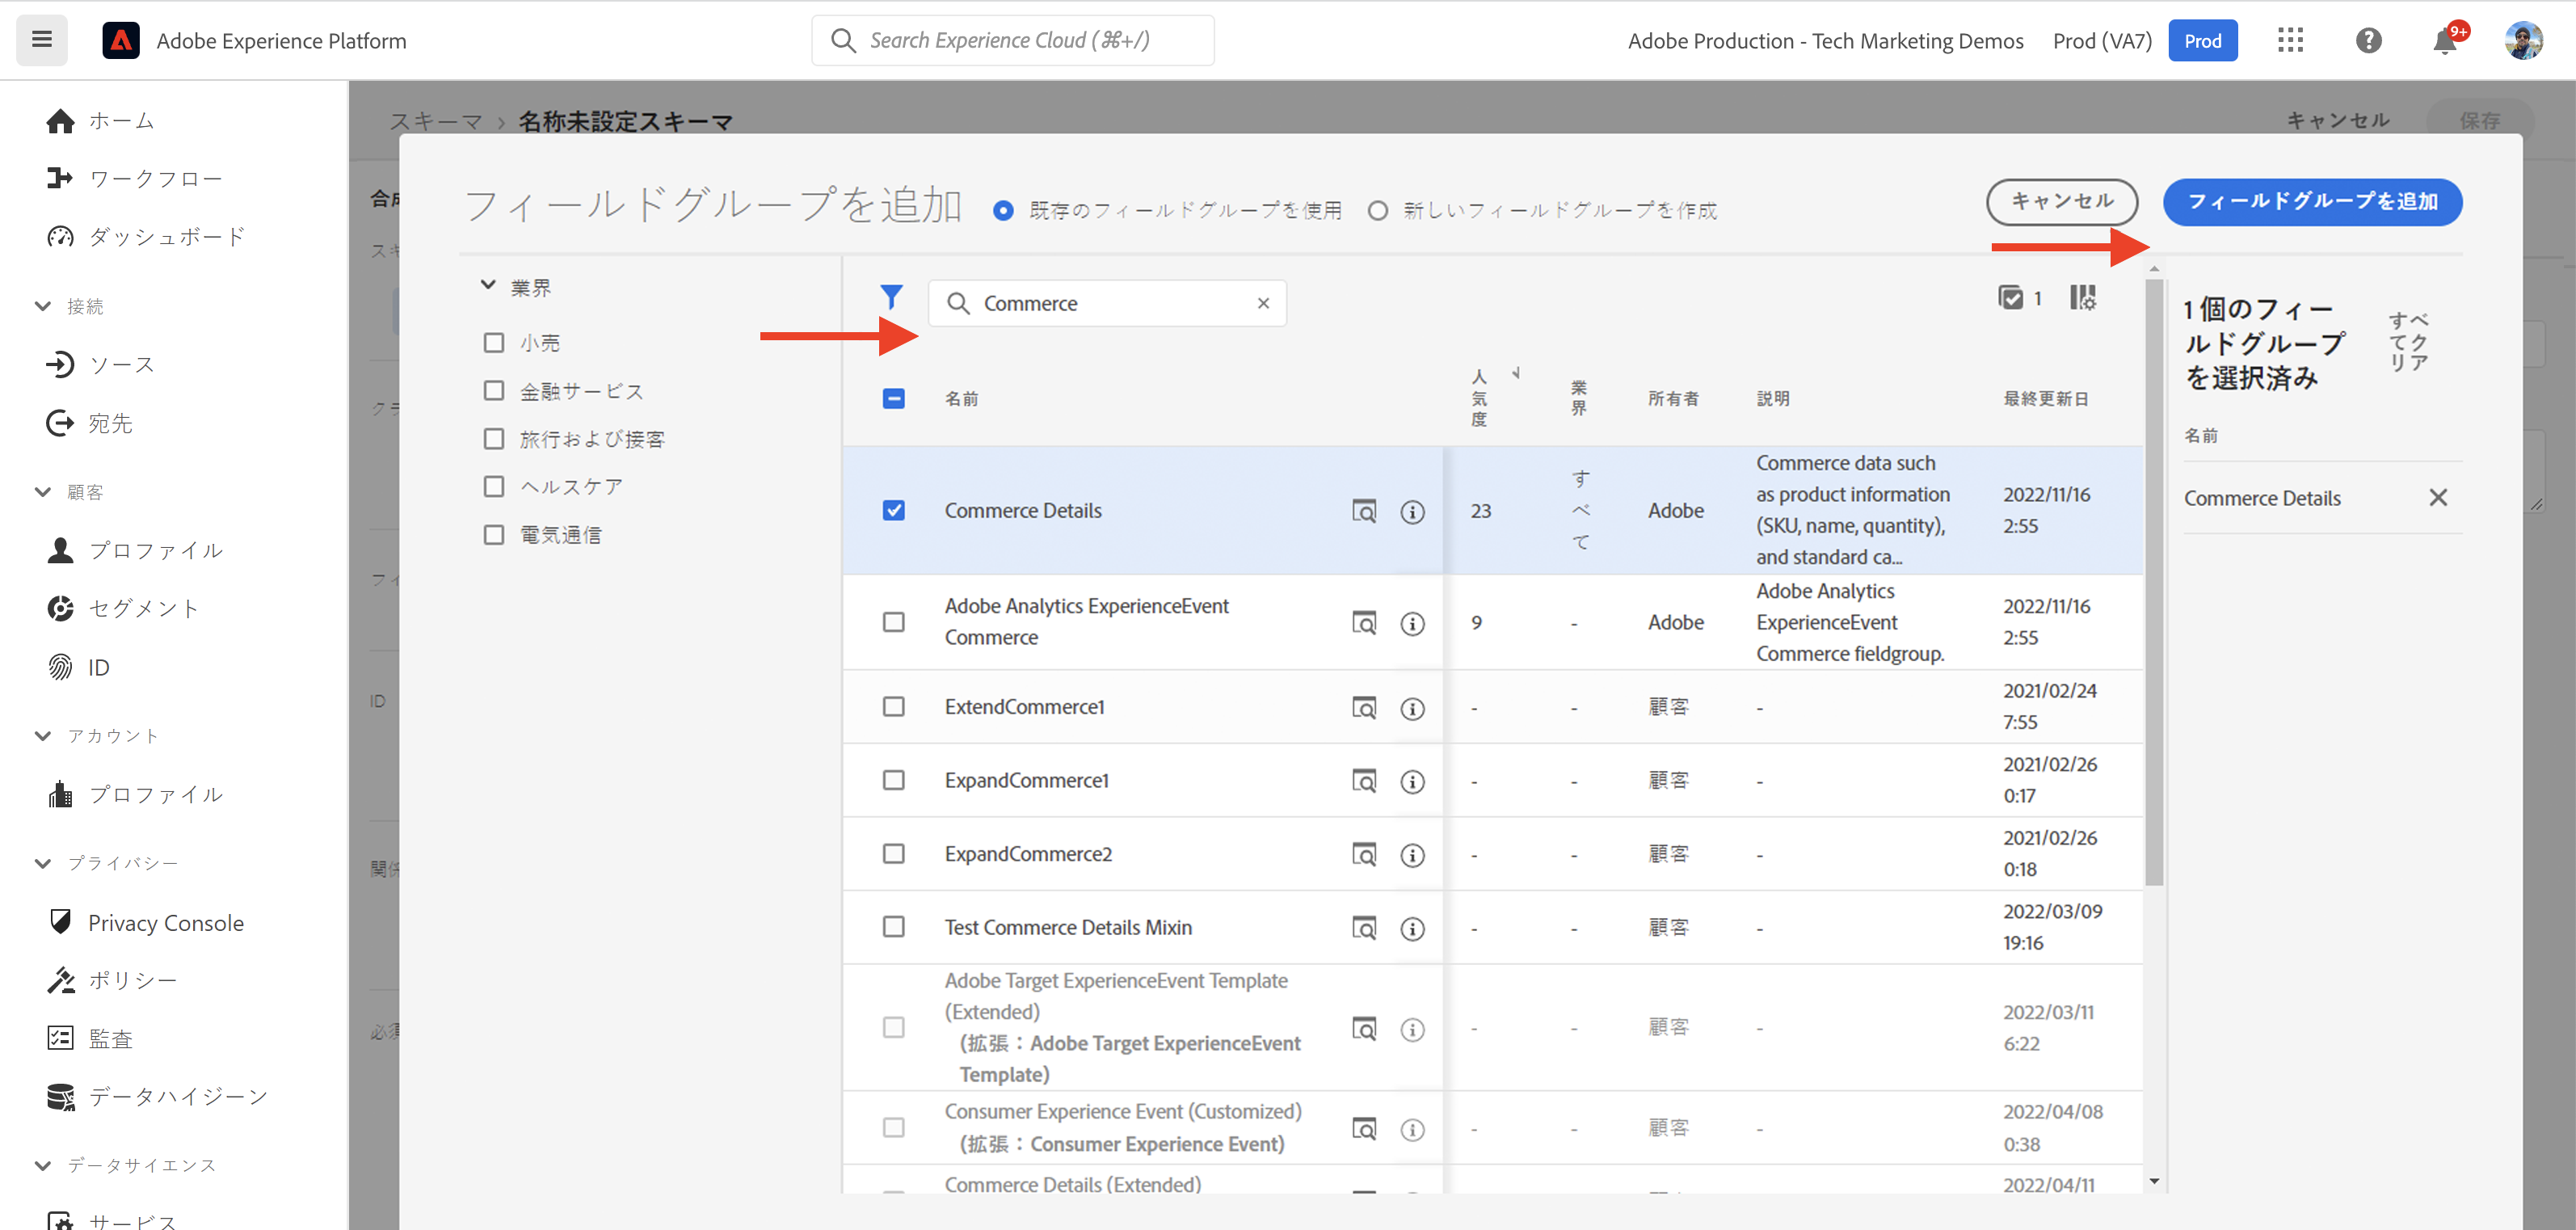 Adobe Experience Platform
Search Experience Cloud (⌘+/)
Adobe Production - Tech Marketing Demos
Prod (VA7)
Prod
9+
ホーム
ワークフロー
ダッシュボード
接続
ソース
宛先
顧客
プロファイル
セグメント
ID
アカウント
プロファイル
プライバシー
Privacy Console
ポリシー
監査
データハイジーン
データサイエンス
サービス
スキーマ › 名称未設定スキーマ
キャンセル
保存
合成
スキ
クラ
フィ
ID
関係
必須
フィールドグループを追加
既存のフィールドグループを使用
新しいフィールドグループを作成
キャンセル
フィールドグループを追加
業界
小売
金融サービス
旅行および接客
ヘルスケア
電気通信
Commerce
1
名前
人気度
業界
所有者
説明
最終更新日
Commerce Details
23
すべて
Adobe
Commerce data such
as product information
(SKU, name, quantity),
and standard ca...
2022/11/16
2:55
Adobe Analytics ExperienceEvent
Commerce
9
-
Adobe
Adobe Analytics
ExperienceEvent
Commerce fieldgroup.
2022/11/16
2:55
ExtendCommerce1
-
-
顧客
-
2021/02/24
7:55
ExpandCommerce1
-
-
顧客
-
2021/02/26
0:17
ExpandCommerce2
-
-
顧客
-
2021/02/26
0:18
Test Commerce Details Mixin
-
-
顧客
-
2022/03/09
19:16
Adobe Target ExperienceEvent Template
(Extended)
(拡張：Adobe Target ExperienceEvent
Template)
-
-
顧客
-
2022/03/11
6:22
Consumer Experience Event (Customized)
(拡張：Consumer Experience Event)
-
-
顧客
-
2022/04/08
0:38
Commerce Details (Extended)
2022/04/11
1 個のフィー
ルドグループ
を選択済み
すべ
てク
リア
名前
Commerce Details